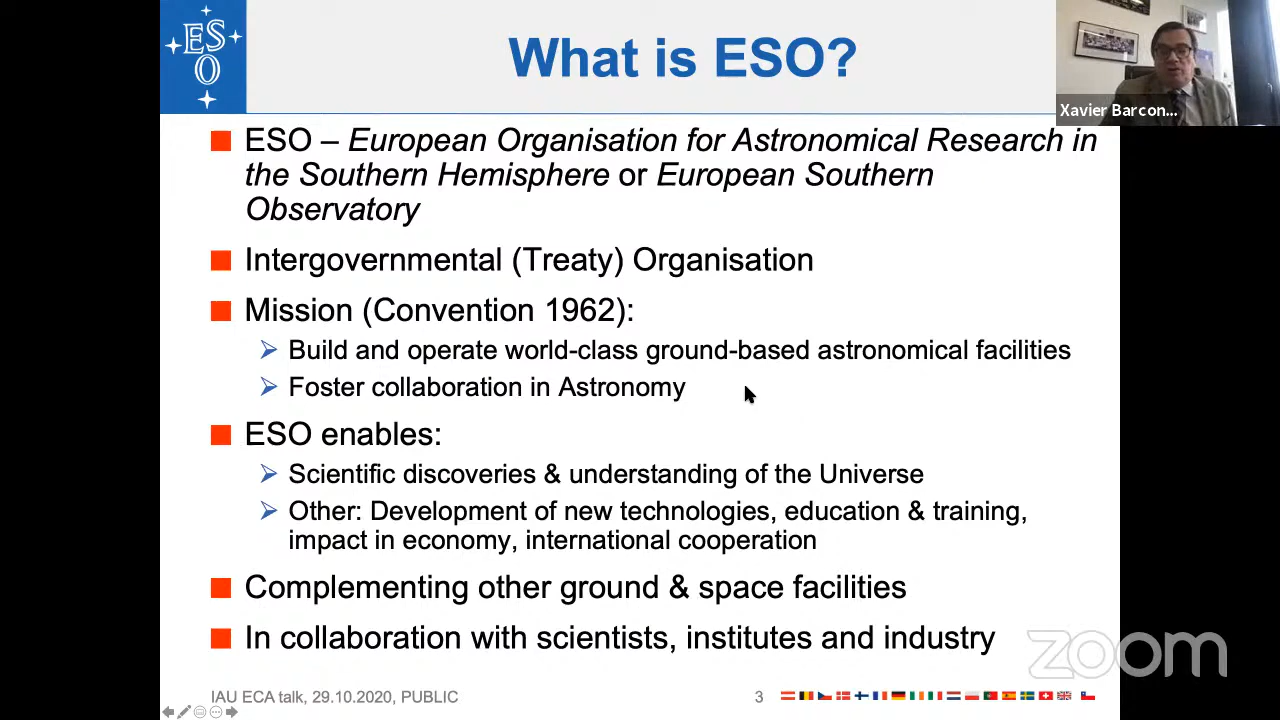 ES
O
What is ESO?
Xavier Barcon...
ESO – European Organisation for Astronomical Research in
the Southern Hemisphere or European Southern
Observatory
Intergovernmental (Treaty) Organisation
Mission (Convention 1962):
Build and operate world-class ground-based astronomical facilities
Foster collaboration in Astronomy
ESO enables:
Scientific discoveries & understanding of the Universe
Other: Development of new technologies, education & training,
impact in economy, international cooperation
Complementing other ground & space facilities
In collaboration with scientists, institutes and industry
zoom
IAU ECA talk, 29.10.2020, PUBLIC
3